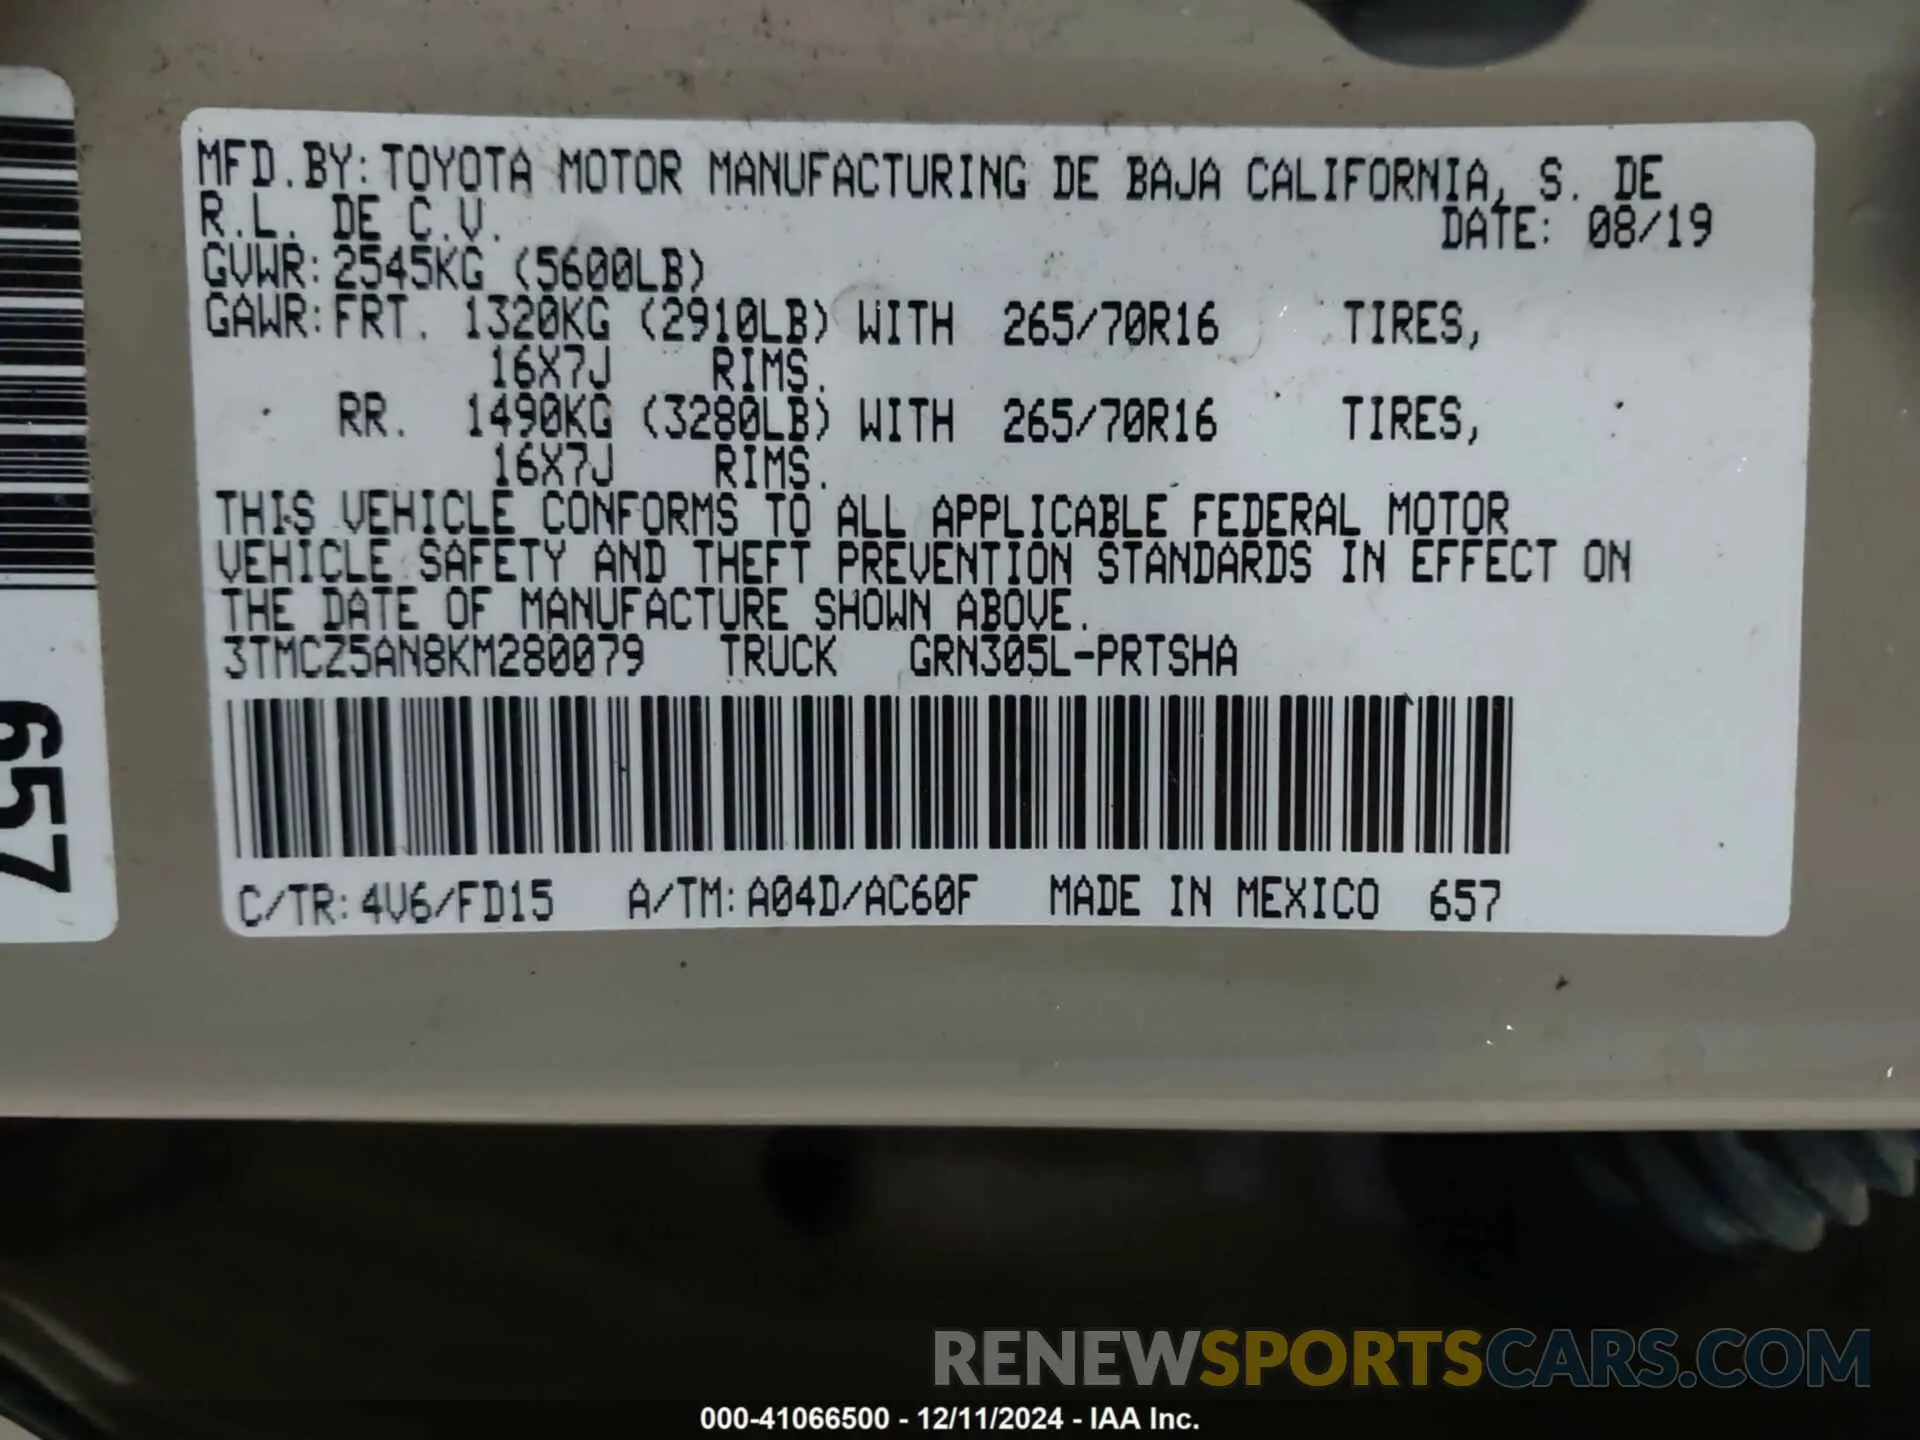 MFD.BY:TOYOTA MOTOR MANUFACTURING DE BAJA CALIFORNIA, S. DE
R.L. DE C.V. DATE: 08/19
GVWR:2545KG (5600LB)
GAWR:FRT. 1320KG (2910LB) WITH 265/70R16 TIRES,
16X7J RIMS.
RR. 1490KG (3280LB) WITH 265/70R16 TIRES,
16X7J RIMS.
THIS VEHICLE CONFORMS TO ALL APPLICABLE FEDERAL MOTOR
VEHICLE SAFETY AND THEFT PREVENTION STANDARDS IN EFFECT ON
THE DATE OF MANUFACTURE SHOWN ABOVE.
3TMCZ5AN8KM280079 TRUCK GRN305L-PRTSHA
C/TR:4V6/FD15 A/TM:A04D/AC60F MADE IN MEXICO 657
657
RENEWSPORTSCARS.COM
000-41066500 - 12/11/2024 - IAA Inc.